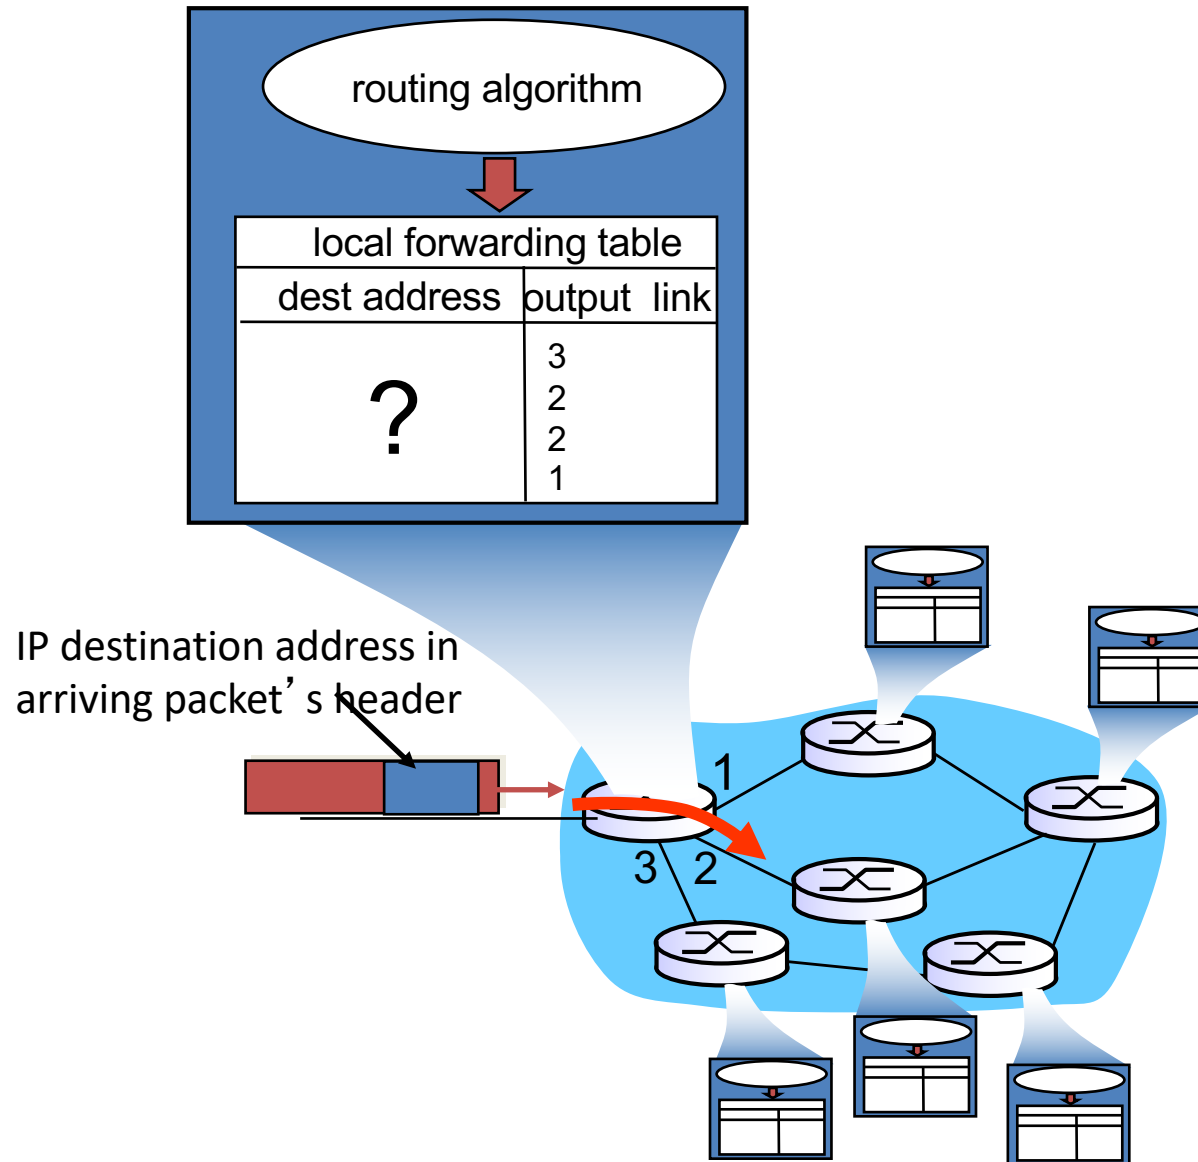 routing algorithm
local forwarding table
dest address output link
?
3
2
2
1
IP destination address in
arriving packet’s header
1
3 2